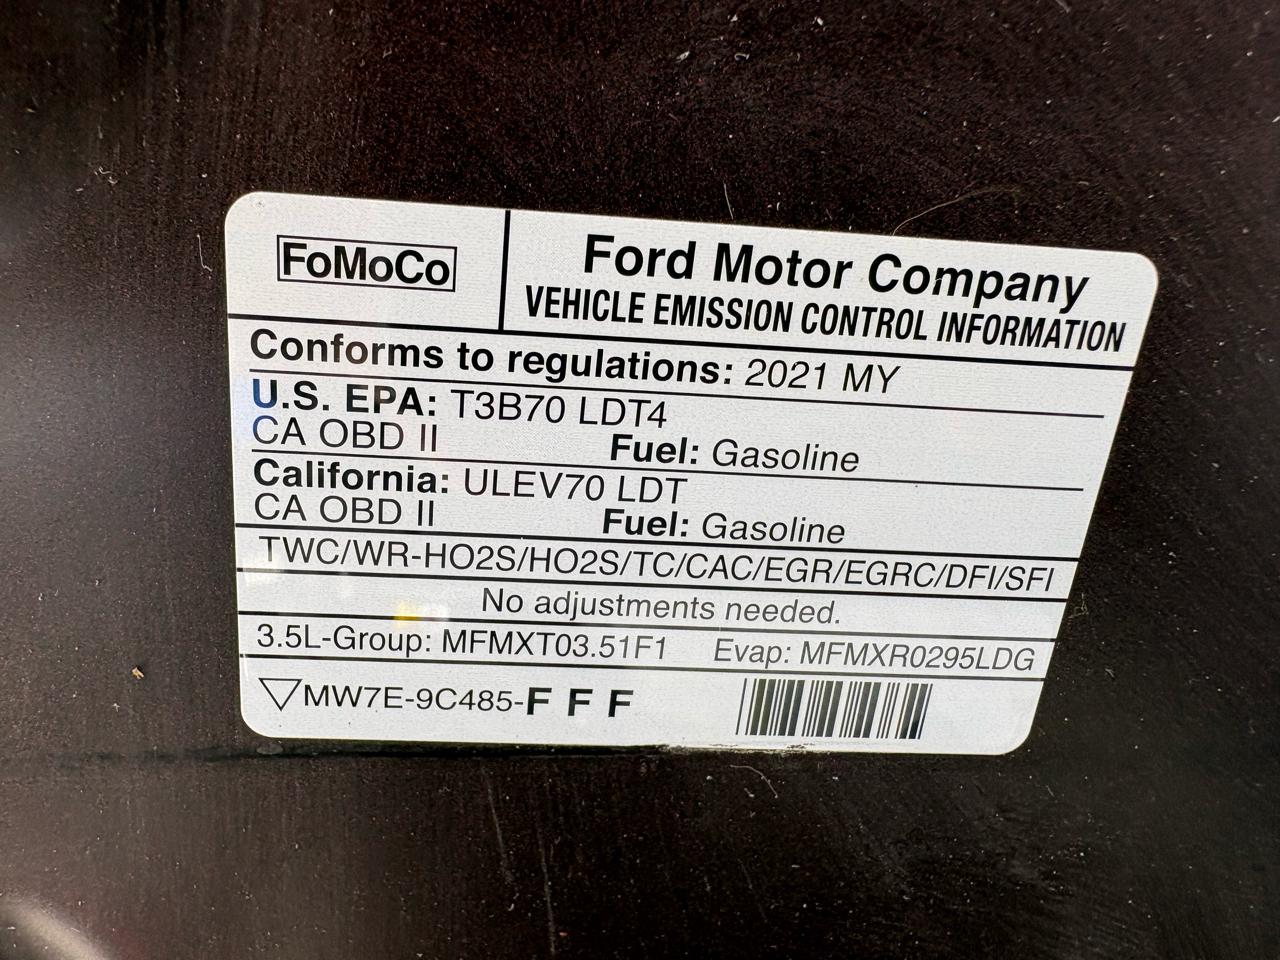 FoMoCo
Ford Motor Company
VEHICLE EMISSION CONTROL INFORMATION
Conforms to regulations: 2021 MY
U.S. EPA: T3B70 LDT4
CA OBD II Fuel: Gasoline
California: ULEV70 LDT
CA OBD II Fuel: Gasoline
TWC/WR-HO2S/HO2S/TC/CAC/EGR/EGRC/DFI/SFI
No adjustments needed.
3.5L-Group: MFMXT03.51F1 Evap: MFMXR0295LDG
MW7E-9C485-F F F